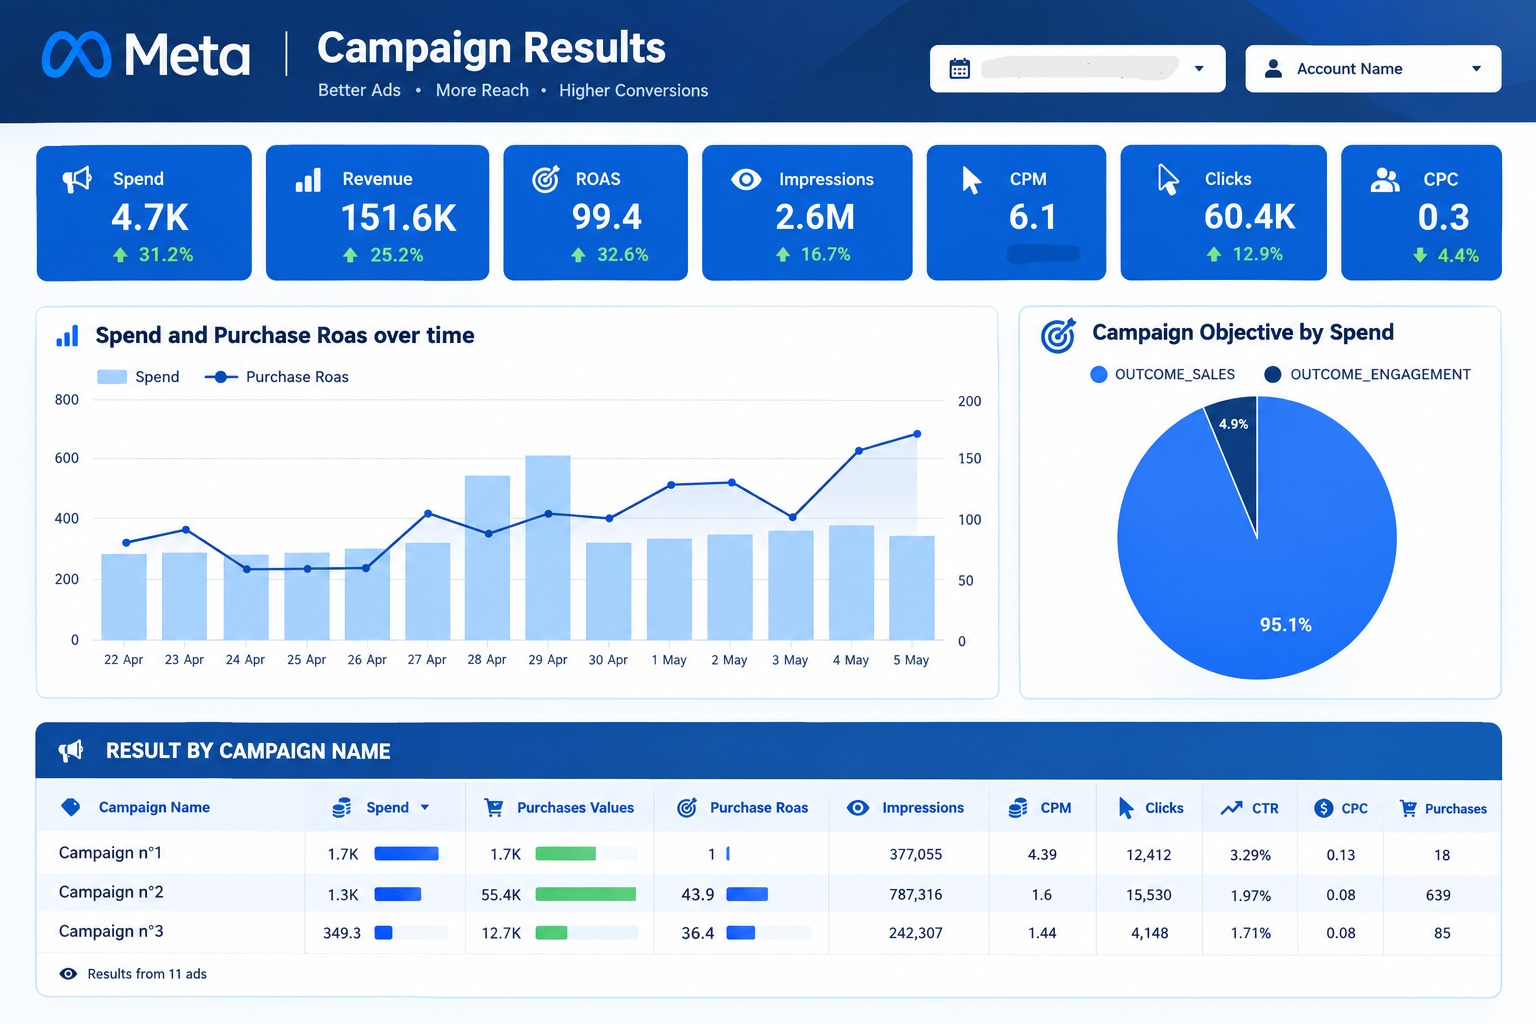 Meta
Campaign Results
Better Ads • More Reach • Higher Conversions
Account Name
Spend
4.7K
31.2%
Revenue
151.6K
25.2%
ROAS
99.4
32.6%
Impressions
2.6M
16.7%
CPM
6.1
Clicks
60.4K
12.9%
CPC
0.3
4.4%
Spend and Purchase Roas over time
Spend Purchase Roas
800 200
600 150
400 100
200 50
0 0
22 Apr 23 Apr 24 Apr 25 Apr 26 Apr 27 Apr 28 Apr 29 Apr 30 Apr 1 May 2 May 3 May 4 May 5 May
Campaign Objective by Spend
OUTCOME_SALES OUTCOME_ENGAGEMENT
4.9%
95.1%
RESULT BY CAMPAIGN NAME
Campaign Name Spend Purchases Values Purchase Roas Impressions CPM Clicks CTR CPC Purchases
Campaign n°1 1.7K 1.7K 1 377,055 4.39 12,412 3.29% 0.13 18
Campaign n°2 1.3K 55.4K 43.9 787,316 1.6 15,530 1.97% 0.08 639
Campaign n°3 349.3 12.7K 36.4 242,307 1.44 4,148 1.71% 0.08 85
Results from 11 ads